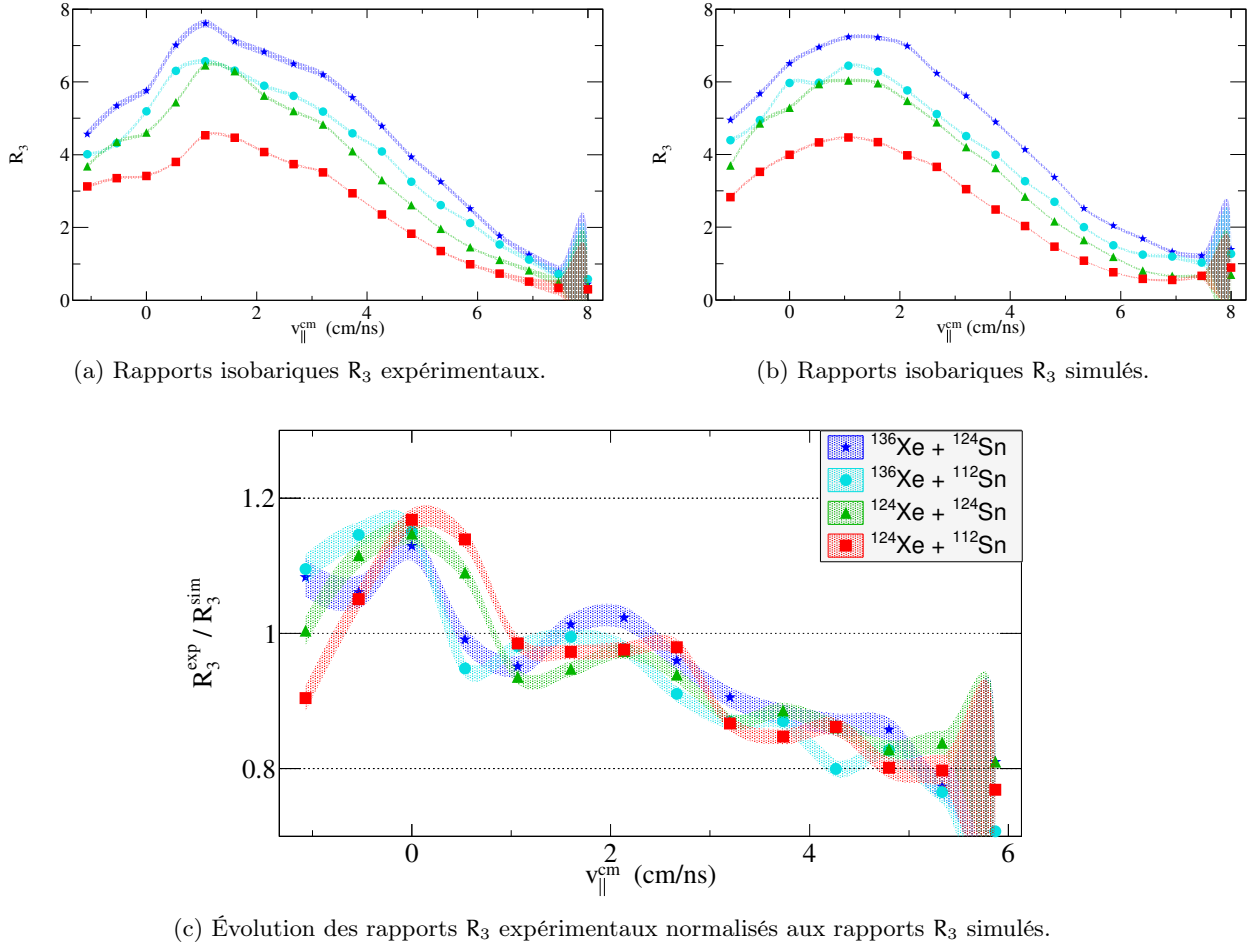 8
6
4
2
0
R₃
0 2 4 6 8
v∥ᶜᵐ (cm/ns)
(a) Rapports isobariques R₃ expérimentaux.
8
6
4
2
0
R₃
0 2 4 6 8
v∥ᶜᵐ (cm/ns)
(b) Rapports isobariques R₃ simulés.
¹³⁶Xe + ¹²⁴Sn
¹³⁶Xe + ¹¹²Sn
¹²⁴Xe + ¹²⁴Sn
¹²⁴Xe + ¹¹²Sn
1.2
1
0.8
R₃ᵉˣᵖ / R₃ˢⁱᵐ
0 2 4 6
v∥ᶜᵐ (cm/ns)
(c) Évolution des rapports R₃ expérimentaux normalisés aux rapports R₃ simulés.